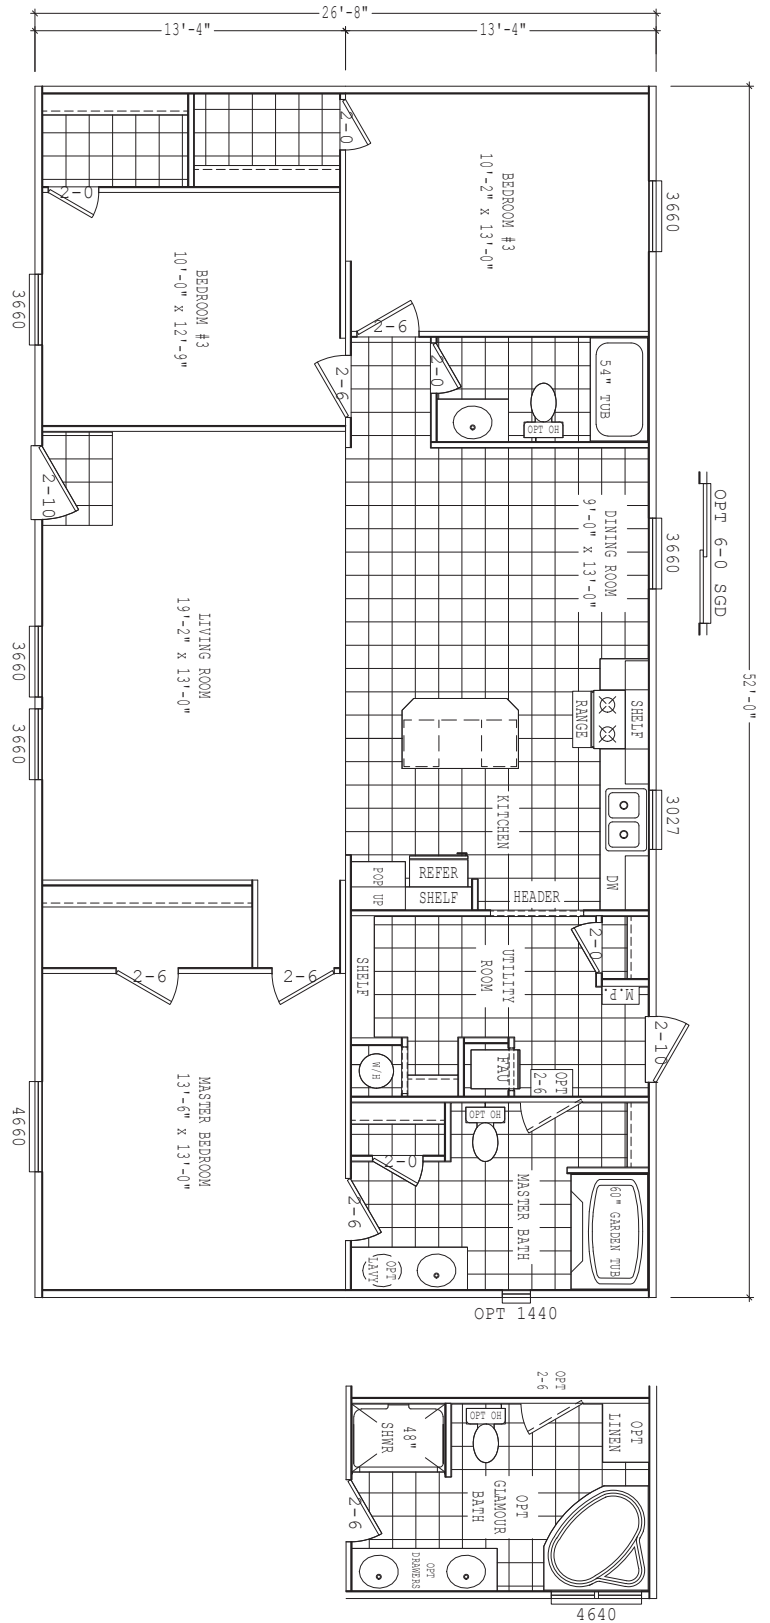 26'-8"
13'-4"
13'-4"
2-0
2-0
BEDROOM #3
10'-2" x 13'-0"
3660
BEDROOM #3
10'-0" x 12'-9"
3660
2-6
2-6
2-0
54" TUB
OPT OH
2-10
OPT 6-0 SGD
DINING ROOM
9'-0" x 13'-0"
3660
LIVING ROOM
19'-2" x 13'-0"
3660
3660
52'-0"
SHELF
RANGE
KITCHEN
3027
DW
REFER
SHELF
POP UP
HEADER
UTILITY
ROOM
2-0
SHELF
M.P.
2-6
2-6
2-10
W/H
FAU
OPT
2-6
MASTER BEDROOM
13'-6" x 13'-0"
4660
OPT OH
2-0
2-6
MASTER BATH
60" GARDEN TUB
(OPT
LAVY)
OPT 1440
OPT
2-6
48"
SHWR
OPT OH
OPT
LINEN
OPT
GLAMOUR
BATH
2-6
OPT
DRAWERS
4640